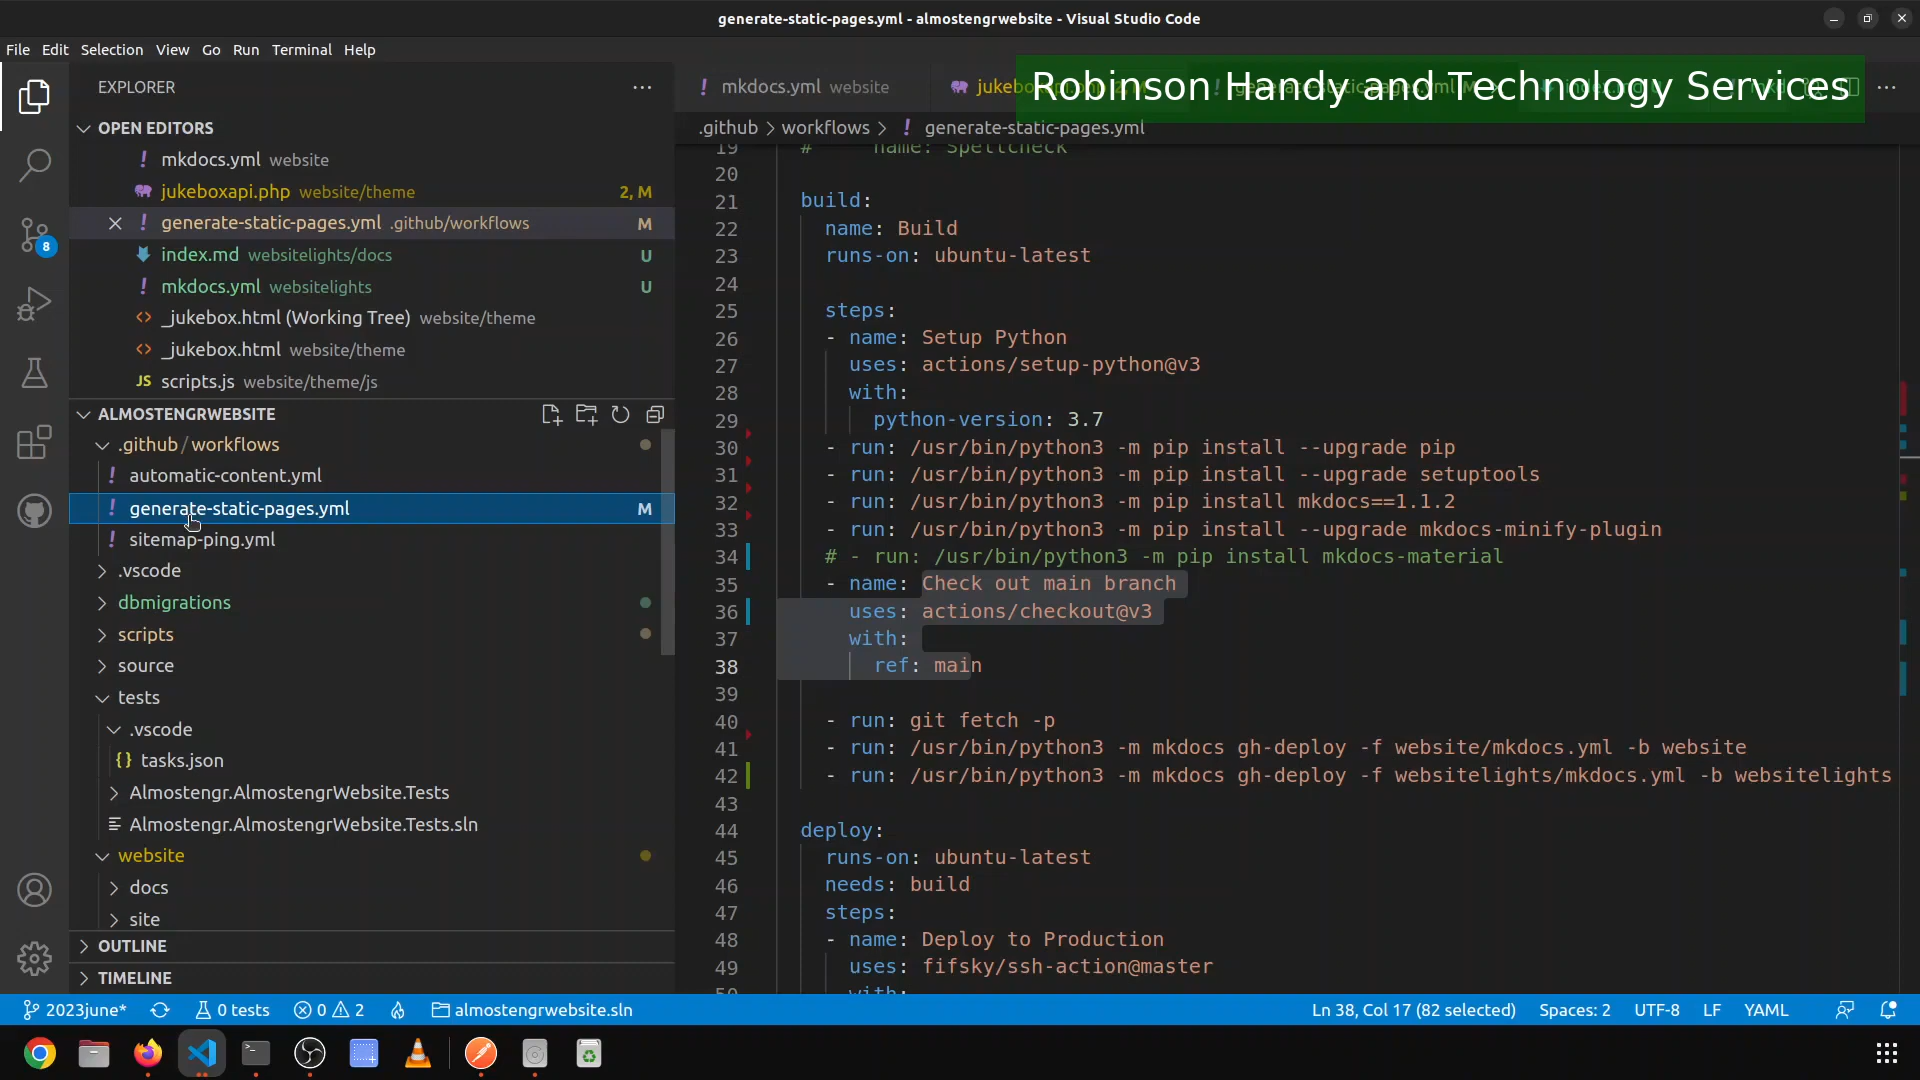 generate-static-pages.yml - almostengrwebsite - Visual Studio Code
File Edit Selection View Go Run Terminal Help
Robinson Handy and Technology Services
EXPLORER
OPEN EDITORS
mkdocs.yml website
jukeboxapi.php website/theme 2, M
generate-static-pages.yml .github/workflows M
index.md websitelights/docs U
mkdocs.yml websitelights U
_jukebox.html (Working Tree) website/theme
_jukebox.html website/theme
JS scripts.js website/theme/js
ALMOSTENGRWEBSITE
.github / workflows
automatic-content.yml
generate-static-pages.yml M
sitemap-ping.yml
.vscode
dbmigrations
scripts
source
tests
.vscode
{} tasks.json
Almostengr.AlmostengrWebsite.Tests
Almostengr.AlmostengrWebsite.Tests.sln
website
docs
site
OUTLINE
TIMELINE
8
mkdocs.yml website
.github > workflows > ! generate-static-pages.yml
19 # name: Spellcheck
20
21 build:
22 name: Build
23 runs-on: ubuntu-latest
24
25 steps:
26 - name: Setup Python
27 uses: actions/setup-python@v3
28 with:
29 python-version: 3.7
30 - run: /usr/bin/python3 -m pip install --upgrade pip
31 - run: /usr/bin/python3 -m pip install --upgrade setuptools
32 - run: /usr/bin/python3 -m pip install mkdocs==1.1.2
33 - run: /usr/bin/python3 -m pip install --upgrade mkdocs-minify-plugin
34 # - run: /usr/bin/python3 -m pip install mkdocs-material
35 - name: Check out main branch
36 uses: actions/checkout@v3
37 with:
38 ref: main
39
40 - run: git fetch -p
41 - run: /usr/bin/python3 -m mkdocs gh-deploy -f website/mkdocs.yml -b website
42 - run: /usr/bin/python3 -m mkdocs gh-deploy -f websitelights/mkdocs.yml -b websitelights
43
44 deploy:
45 runs-on: ubuntu-latest
46 needs: build
47 steps:
48 - name: Deploy to Production
49 uses: fifsky/ssh-action@master
50 with:
2023june* 0 tests 0 2 almostengrwebsite.sln Ln 38, Col 17 (82 selected) Spaces: 2 UTF-8 LF YAML